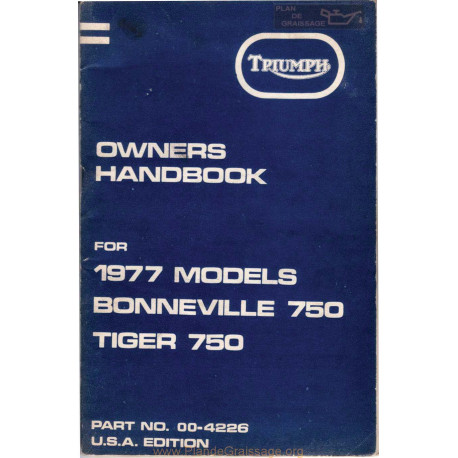 PLAN
DE
GRAISSAGE
TRIUMPH
OWNERS
HANDBOOK
FOR
1977 MODELS
BONNEVILLE 750
TIGER 750
PART NO. 00-4226
U.S.A. EDITION
www.PlandeGraissage.org